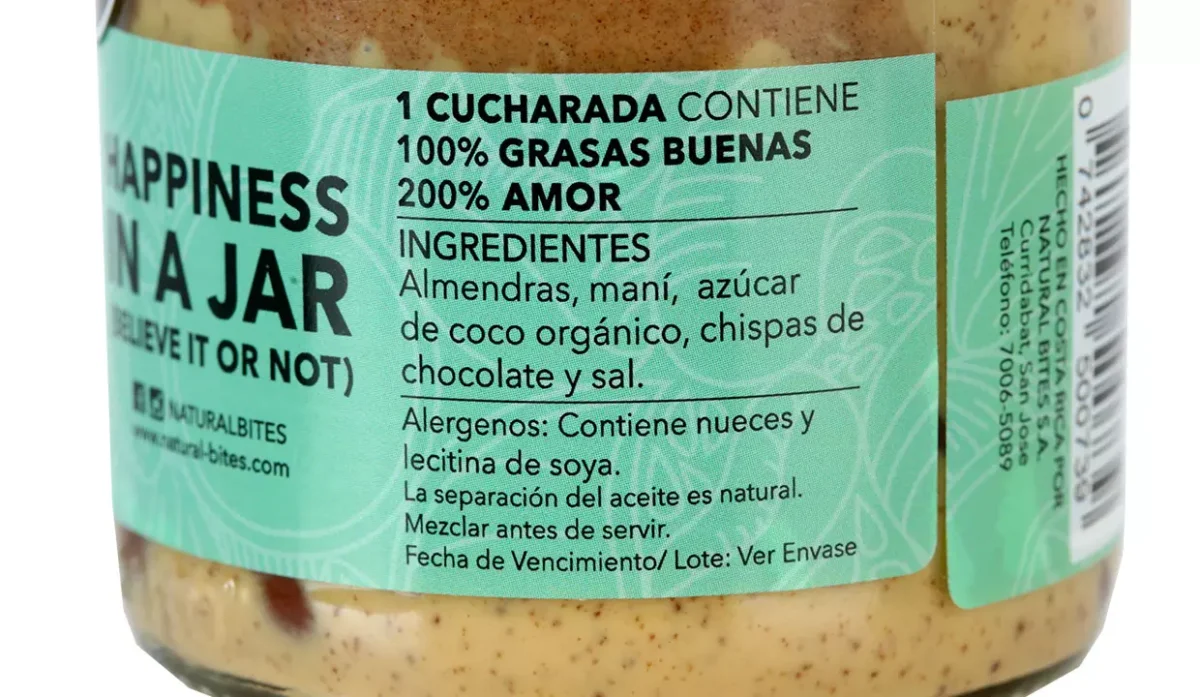 HAPPINESS
IN A JAR
BELIEVE IT OR NOT)
NATURALBITES
www.natural-bites.com
1 CUCHARADA CONTIENE
100% GRASAS BUENAS
200% AMOR
INGREDIENTES
Almendras, maní, azúcar
de coco orgánico, chispas de
chocolate y sal.
Alergenos: Contiene nueces y
lecitina de soya.
La separación del aceite es natural.
Mezclar antes de servir.
Fecha de Vencimiento/ Lote: Ver Envase
HECHO EN COSTA RICA POR
NATURAL BITES S.A.
Curridabat, San Jose
Teléfono: 7006-5089
0 742832 500739